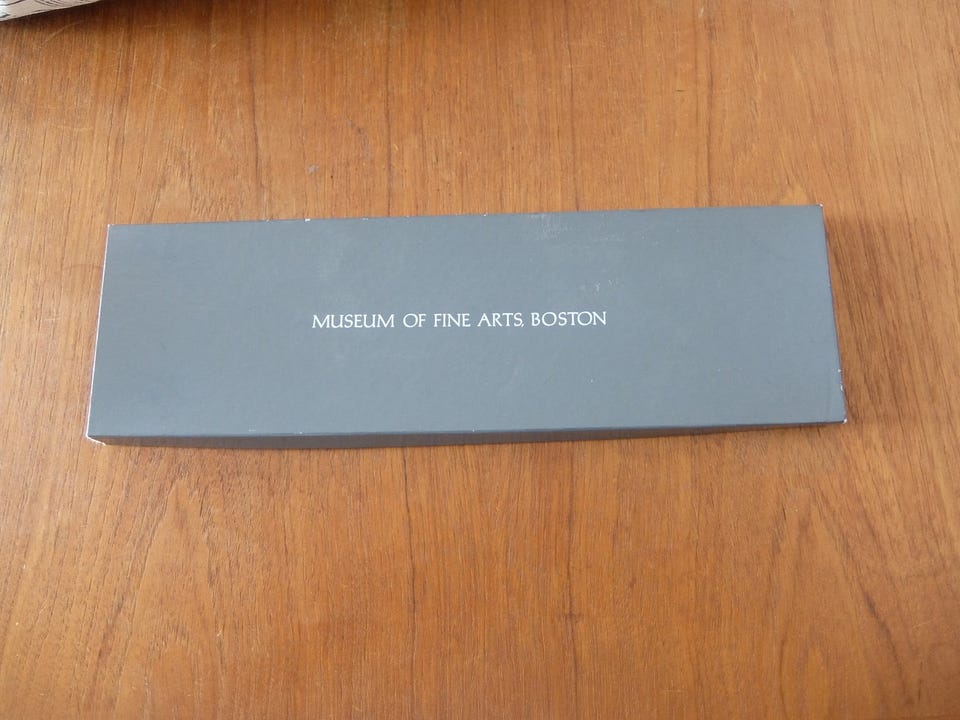 MUSEUM OF FINE ARTS, BOSTON